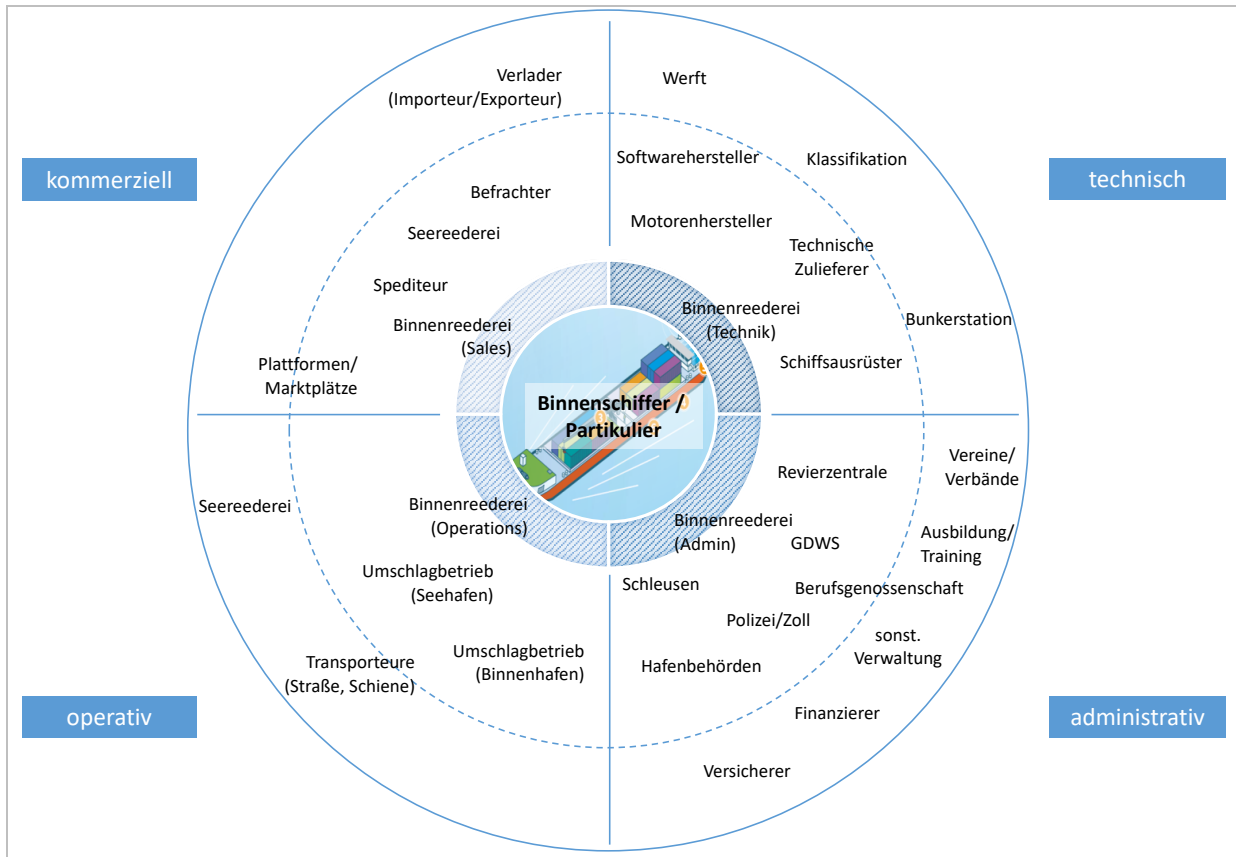 Verlader
(Importeur/Exporteur)
Werft
Softwarehersteller
Klassifikation
kommerziell
technisch
Befrachter
Motorenhersteller
Seereederei
Technische
Zulieferer
Spediteur
Binnenreederei
(Technik)
Bunkerstation
Binnenreederei
(Sales)
Plattformen/
Marktplätze
Schiffsausrüster
Binnenschiffer /
Partikulier
Vereine/
Verbände
Revierzentrale
Seereederei
Binnenreederei
(Operations)
Binnenreederei
(Admin)
GDWS
Ausbildung/
Training
Umschlagbetrieb
(Seehafen)
Schleusen
Berufsgenossenschaft
Polizei/Zoll
sonst.
Verwaltung
Umschlagbetrieb
(Binnenhafen)
Hafenbehörden
Transporteure
(Straße, Schiene)
operativ
Finanzierer
administrativ
Versicherer